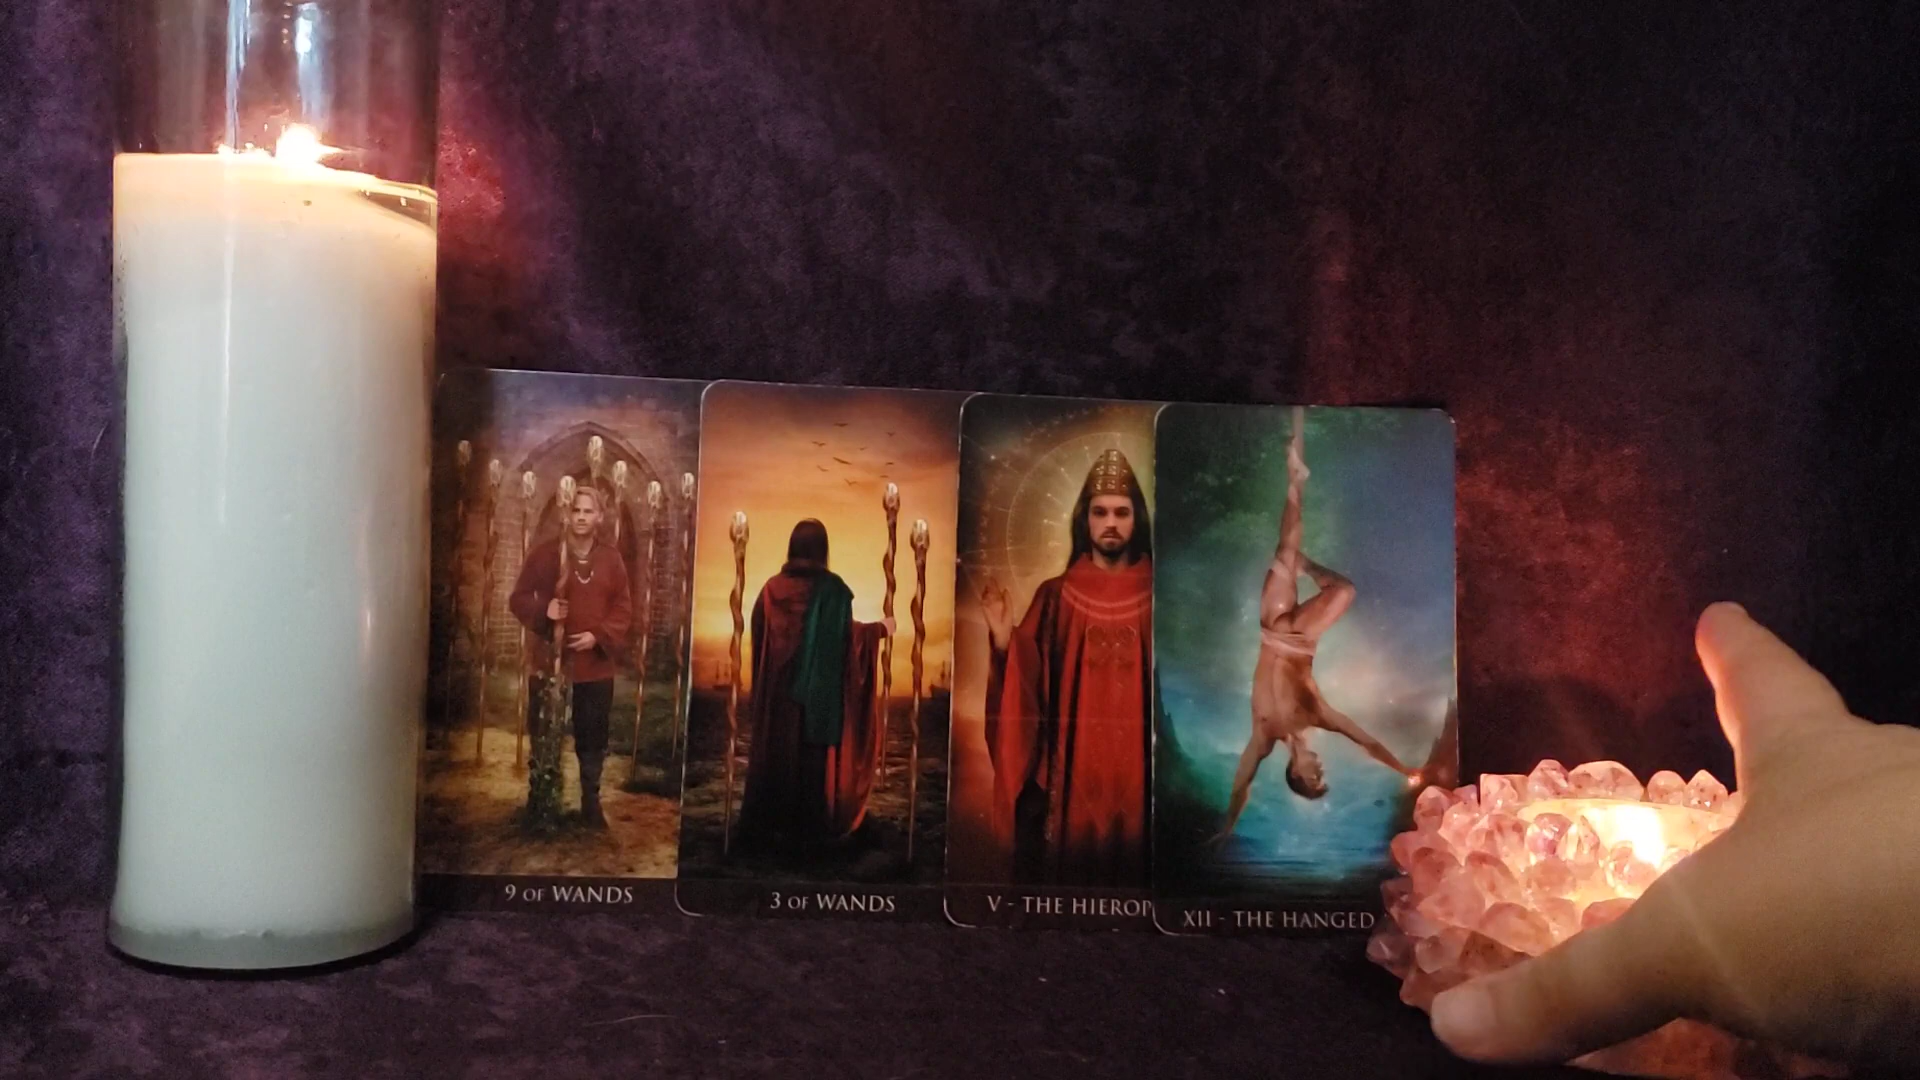 9 OF WANDS
3 OF WANDS
V - THE HIEROP
XII - THE HANGED